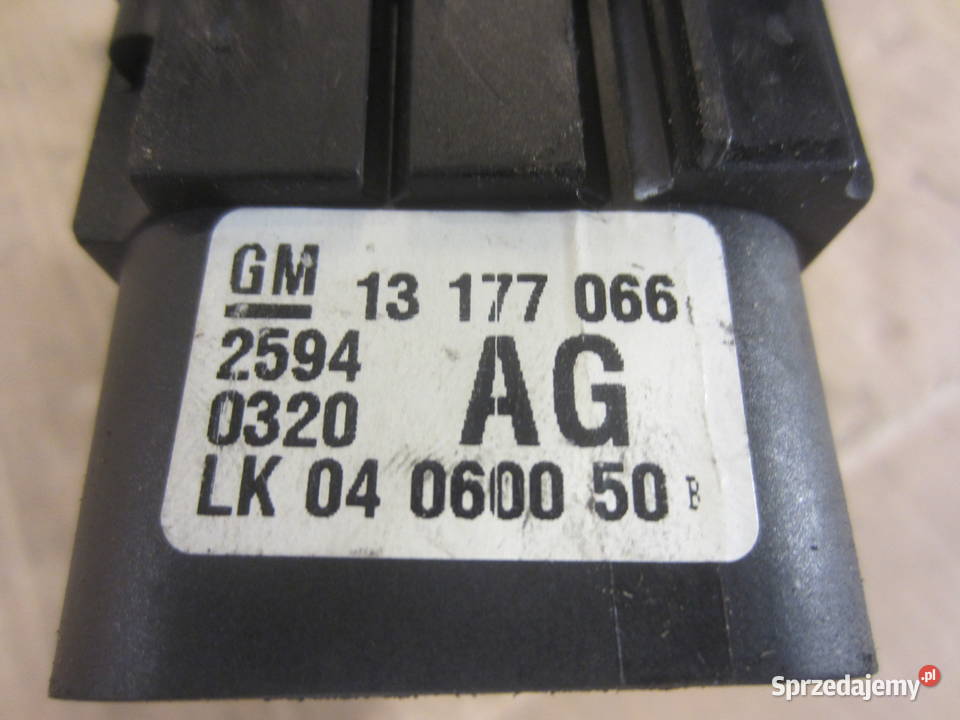 GM 13 177 066
2594
0320 AG
LK 04 0600 50 B
Sprzedajemy.pl